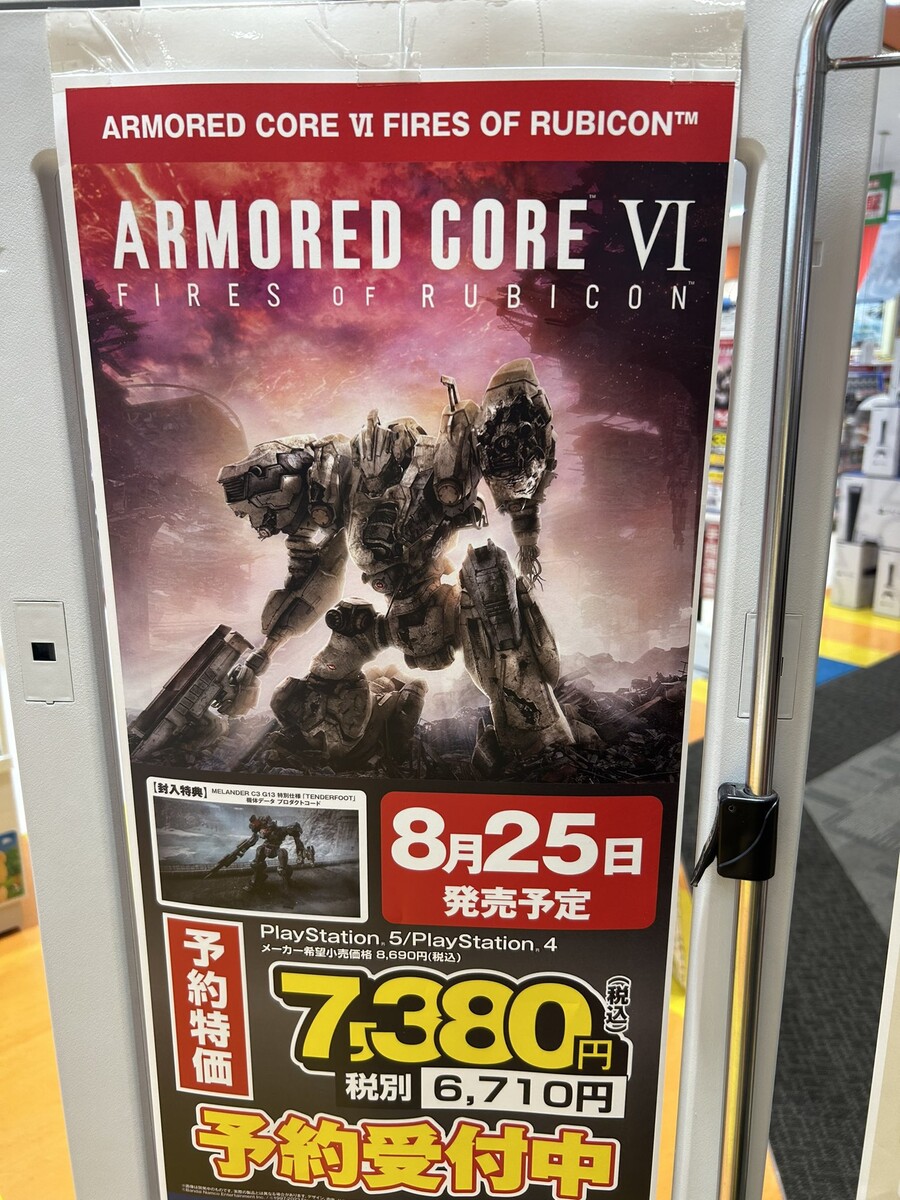 ARMORED CORE Ⅵ FIRES OF RUBICON™
ARMORED CORE™ VI
FIRES OF RUBICON™
【封入特典】 MELANDER C3 G13 特別仕様「TENDERFOOT」
機体データ プロダクトコード
8月25日
発売予定
PlayStation®5/PlayStation®4
メーカー希望小売価格 8,690円(税込)
予約特価
7,380円(税込)
税別 6,710円
予約受付中